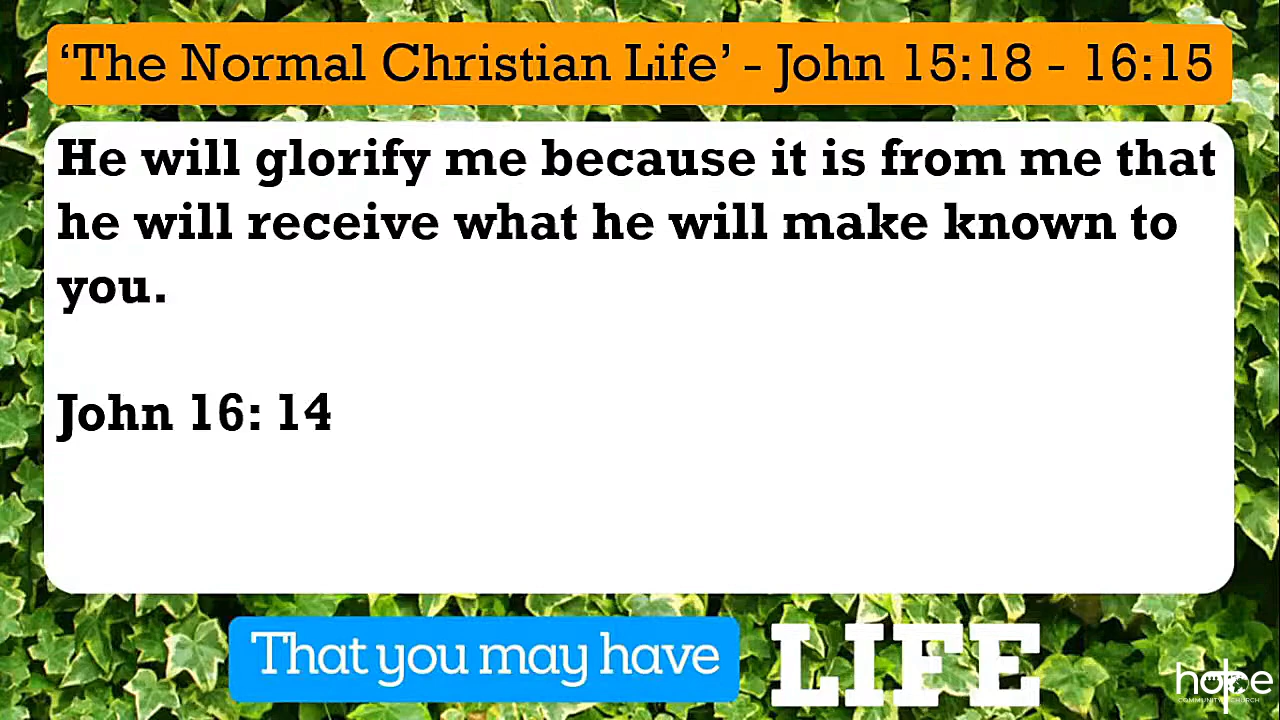 ‘The Normal Christian Life’ - John 15:18 - 16:15
He will glorify me because it is from me that
he will receive what he will make known to
you.
John 16: 14
That you may have LIFE
hope
COMMUNITY CHURCH